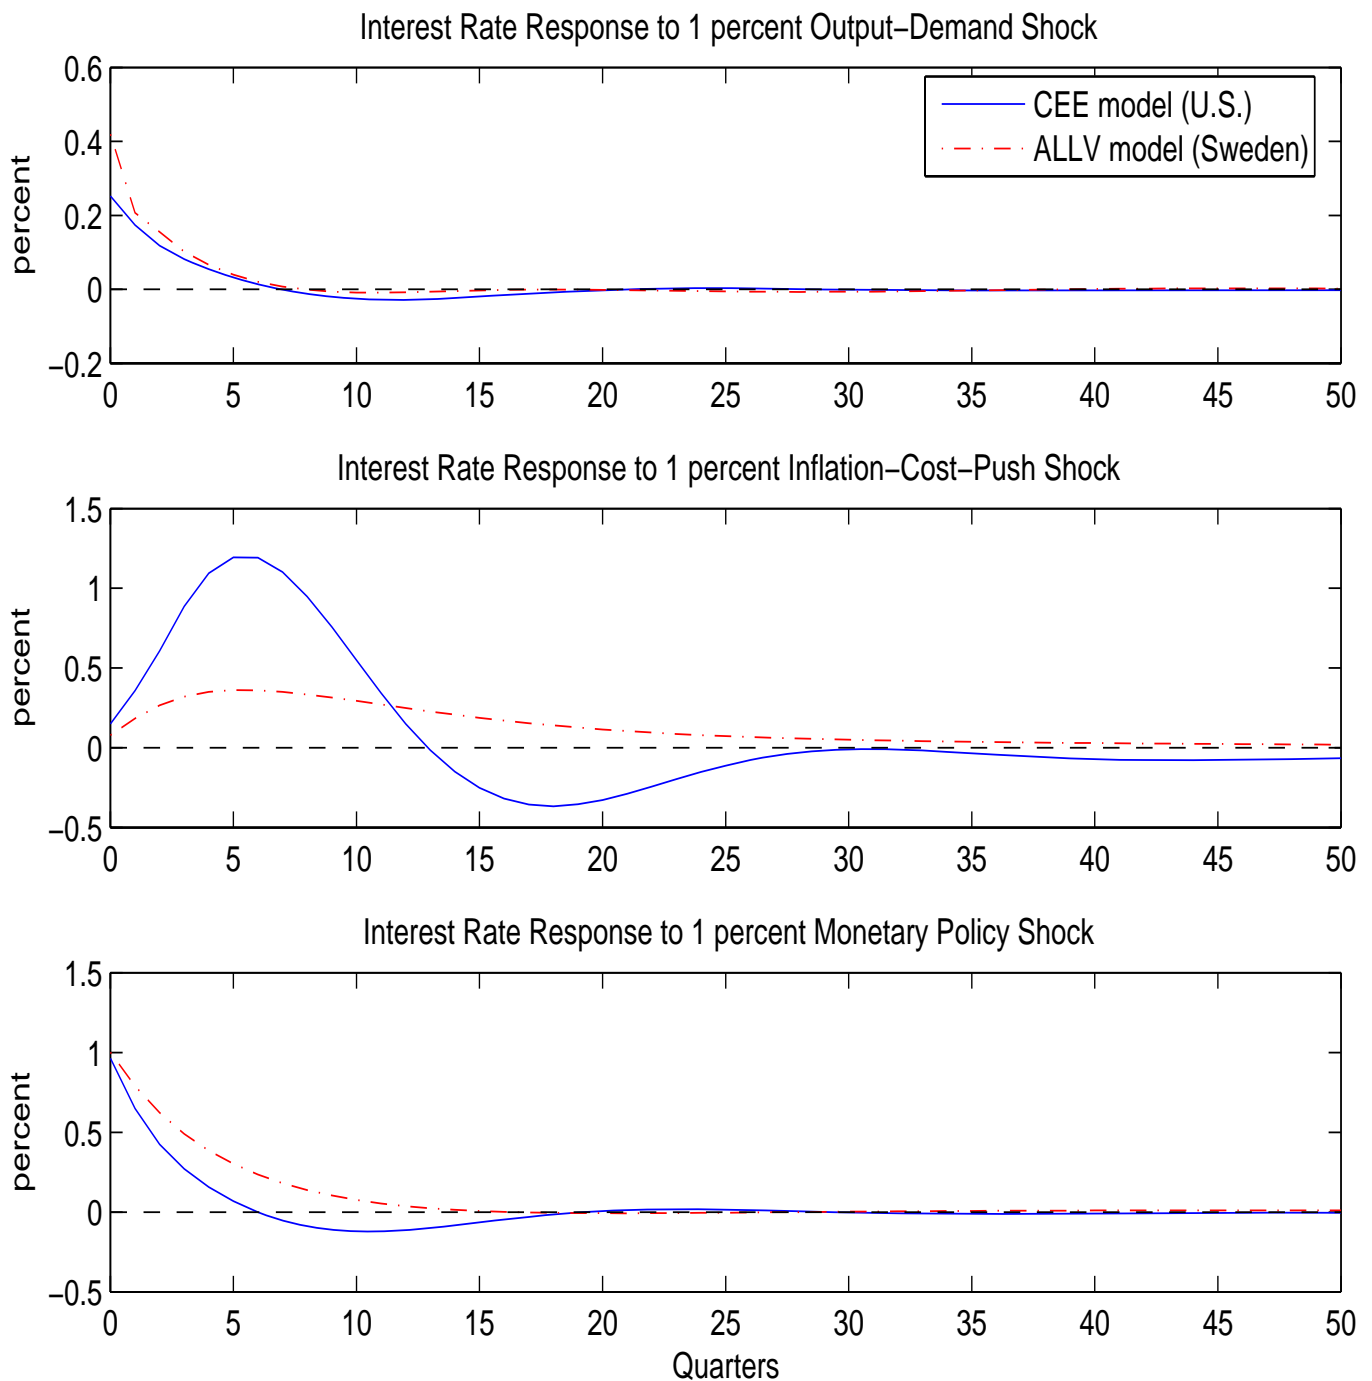 Interest Rate Response to 1 percent Output−Demand Shock
0.6
0.4
0.2
0
−0.2
percent
CEE model (U.S.)
ALLV model (Sweden)
0 5 10 15 20 25 30 35 40 45 50
Interest Rate Response to 1 percent Inflation−Cost−Push Shock
1.5
1
0.5
0
−0.5
percent
0 5 10 15 20 25 30 35 40 45 50
Interest Rate Response to 1 percent Monetary Policy Shock
1.5
1
0.5
0
−0.5
percent
0 5 10 15 20 25 30 35 40 45 50
Quarters